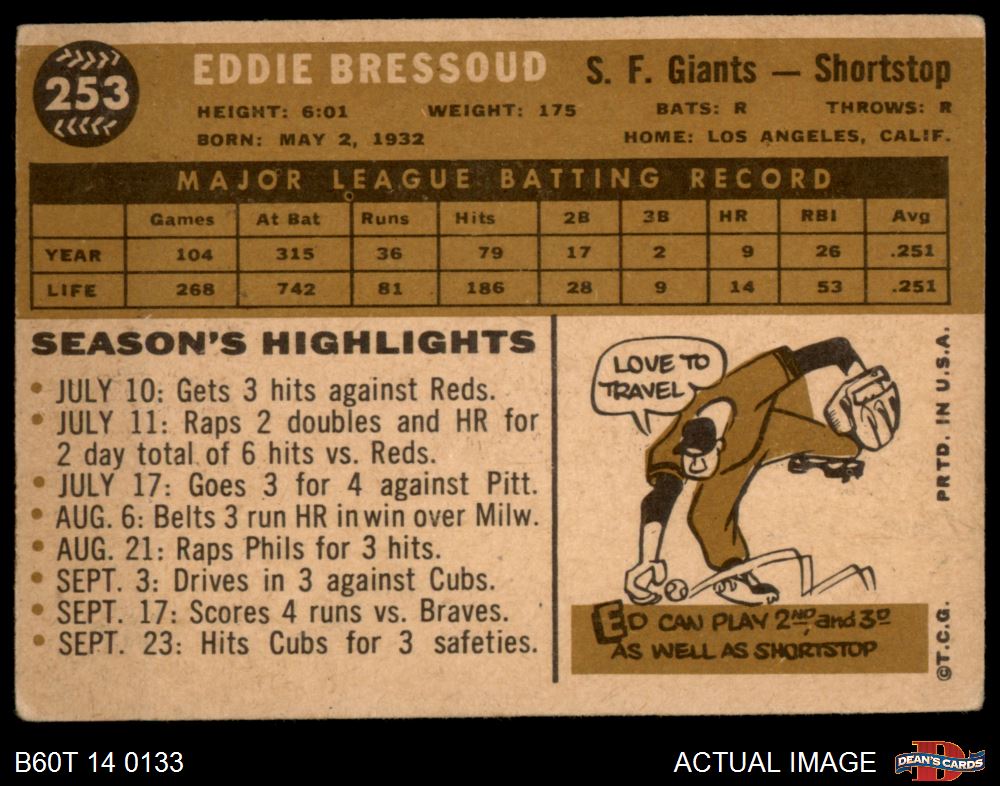 253
EDDIE BRESSOUD
S. F. Giants — Shortstop
HEIGHT: 6:01 WEIGHT: 175 BATS: R THROWS: R
BORN: MAY 2, 1932 HOME: LOS ANGELES, CALIF.
MAJOR LEAGUE BATTING RECORD
Games At Bat Runs Hits 2B 3B HR RBI Avg
YEAR 104 315 36 79 17 2 9 26 .251
LIFE 268 742 81 186 28 9 14 53 .251
SEASON'S HIGHLIGHTS
• JULY 10: Gets 3 hits against Reds.
• JULY 11: Raps 2 doubles and HR for
2 day total of 6 hits vs. Reds.
• JULY 17: Goes 3 for 4 against Pitt.
• AUG. 6: Belts 3 run HR in win over Milw.
• AUG. 21: Raps Phils for 3 hits.
• SEPT. 3: Drives in 3 against Cubs.
• SEPT. 17: Scores 4 runs vs. Braves.
• SEPT. 23: Hits Cubs for 3 safeties.
LOVE TO
TRAVEL
ED CAN PLAY 2ND, and 3D
AS WELL AS SHORTSTOP
©T.C.G. PRTD. IN U.S.A.
B60T 14 0133
ACTUAL IMAGE
D
DEAN'S CARDS